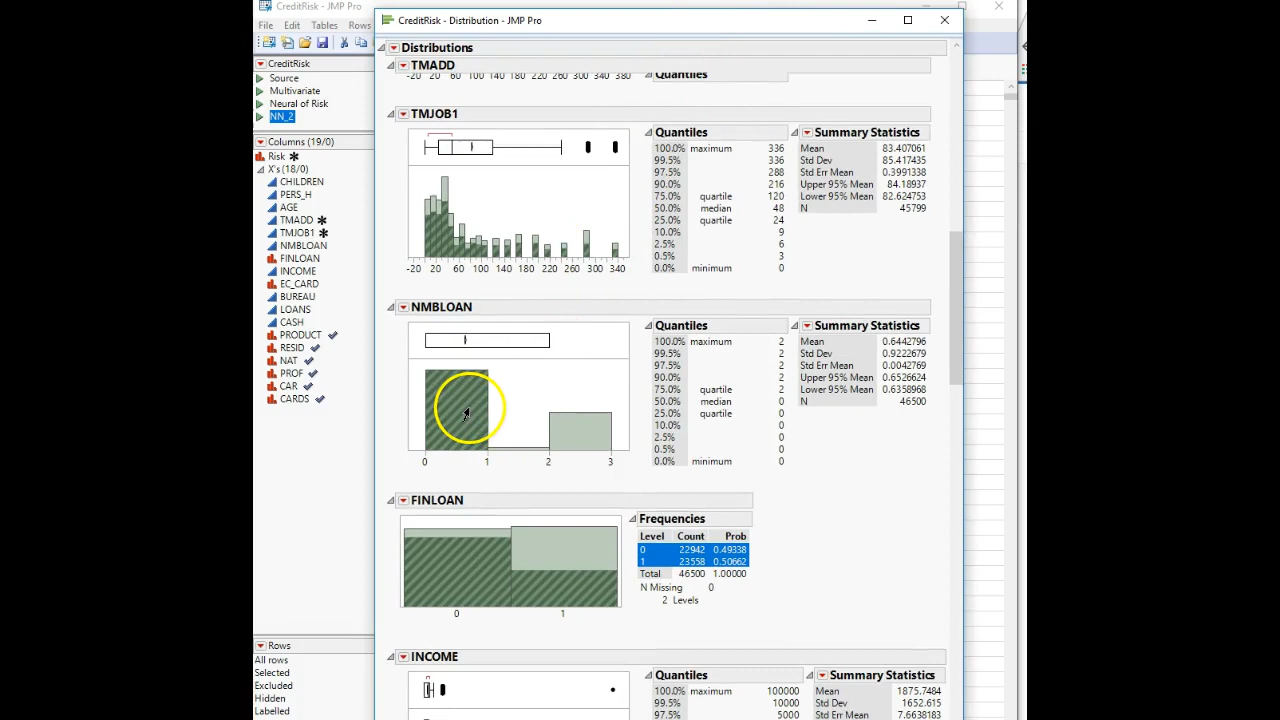 CreditRisk - JMP Pro
File Edit Tables Rows
CreditRisk
Source
Multivariate
Neural of Risk
NN_2
Columns (19/0)
Risk
X's (18/0)
CHILDREN
PERS_H
AGE
TMADD
TMJOB1
NMBLOAN
FINLOAN
INCOME
EC_CARD
BUREAU
LOANS
CASH
PRODUCT
RESID
NAT
PROF
CAR
CARDS
Rows
All rows
Selected
Excluded
Hidden
Labelled
CreditRisk - Distribution - JMP Pro
Distributions
TMADD
-20 20 60 100 140 180 220 260 300 340 380
Quantiles
TMJOB1
-20 20 60 100 140 180 220 260 300 340
Quantiles
100.0% maximum 336
99.5% 336
97.5% 288
90.0% 216
75.0% quartile 120
50.0% median 48
25.0% quartile 24
10.0% 9
2.5% 6
0.5% 3
0.0% minimum 0
Summary Statistics
Mean 83.407061
Std Dev 85.417435
Std Err Mean 0.3991338
Upper 95% Mean 84.18937
Lower 95% Mean 82.624753
N 45799
NMBLOAN
0 1 2 3
Quantiles
100.0% maximum 2
99.5% 2
97.5% 2
90.0% 2
75.0% quartile 2
50.0% median 0
25.0% quartile 0
10.0% 0
2.5% 0
0.5% 0
0.0% minimum 0
Summary Statistics
Mean 0.6442796
Std Dev 0.9222679
Std Err Mean 0.0042769
Upper 95% Mean 0.6526624
Lower 95% Mean 0.6358968
N 46500
FINLOAN
0 1
Frequencies
Level Count Prob
0 22942 0.49338
1 23558 0.50662
Total 46500 1.00000
N Missing 0
2 Levels
INCOME
Quantiles
100.0% maximum 100000
99.5% 10000
97.5% 5000
Summary Statistics
Mean 1875.7484
Std Dev 1652.615
Std Err Mean 7.6638183